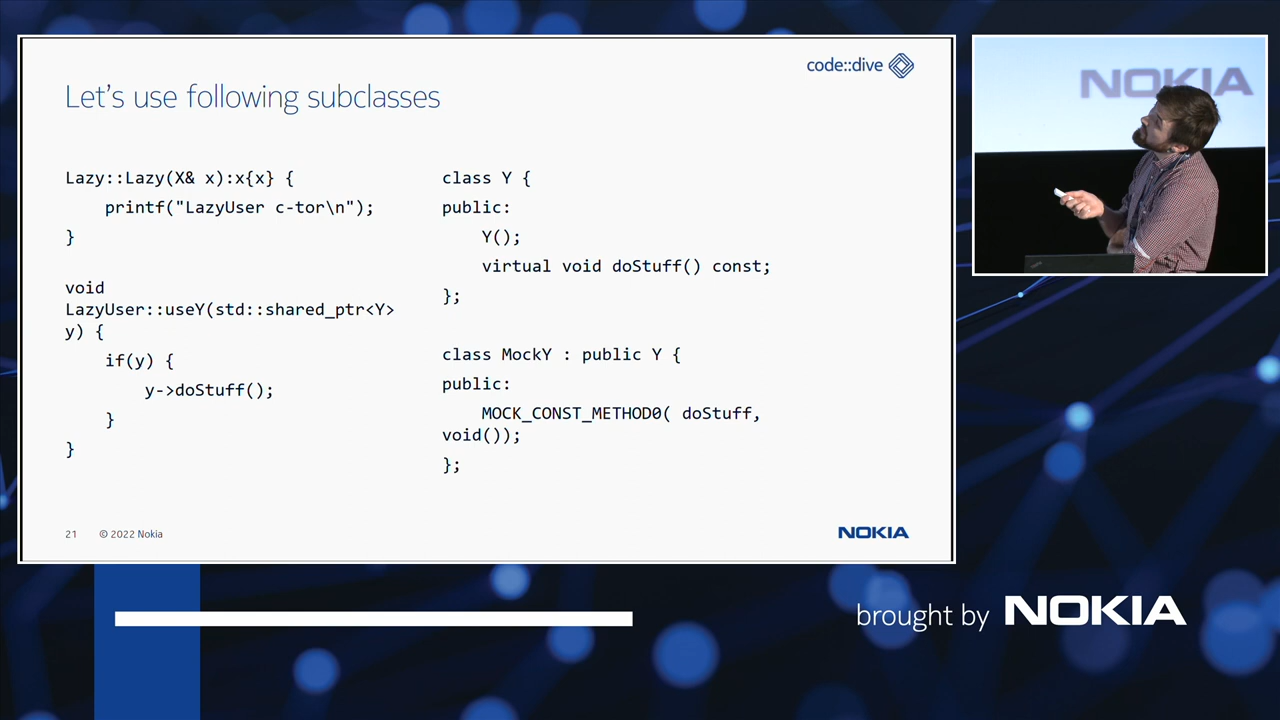 code::dive
Let's use following subclasses
Lazy::Lazy(X& x):x{x} {
printf("LazyUser c-tor\n");
}
void
LazyUser::useY(std::shared_ptr<Y>
y) {
if(y) {
y->doStuff();
}
}
class Y {
public:
Y();
virtual void doStuff() const;
};
class MockY : public Y {
public:
MOCK_CONST_METHOD0( doStuff,
void());
};
21 © 2022 Nokia
NOKIA
NOKIA
brought by NOKIA